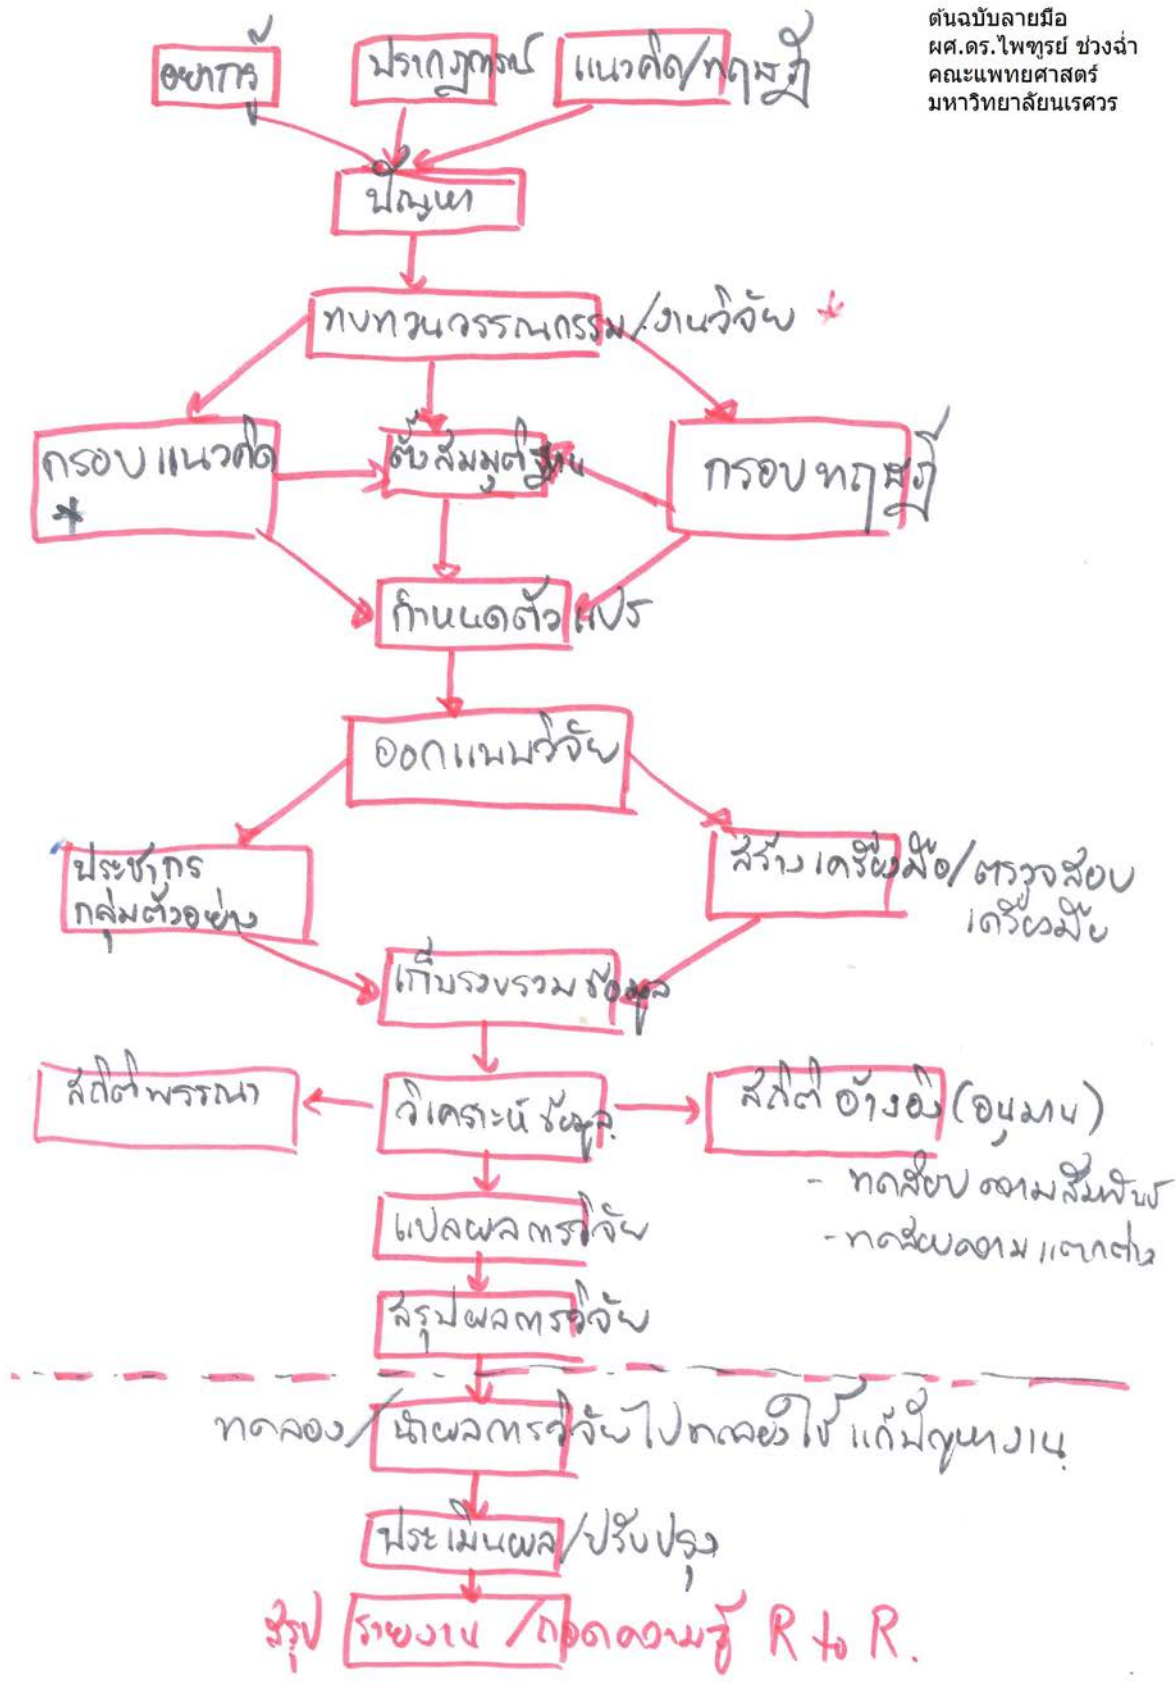 ต้นฉบับลายมือ
ผศ.ดร.ไพฑูรย์ ช่วงฉ่ำ
คณะแพทยศาสตร์
มหาวิทยาลัยนเรศวร
อยากรู้
ปรากฏการณ์
แนวคิด/ทฤษฎี
ปัญหา
ทบทวนวรรณกรรม/งานวิจัย *
กรอบแนวคิด
*
ตั้งสมมุติฐาน
กรอบทฤษฎี
กำหนดตัวแปร
ออกแบบวิจัย
ประชากร
กลุ่มตัวอย่าง
สร้างเครื่องมือ/ตรวจสอบ
เครื่องมือ
เก็บรวบรวมข้อมูล
สถิติพรรณนา
วิเคราะห์ข้อมูล
สถิติอ้างอิง (อนุมาน)
- ทดสอบความสัมพันธ์
- ทดสอบความแตกต่าง
แปลผลการวิจัย
สรุปผลการวิจัย
ทดลอง/นำผลการวิจัยไปทดลองใช้แก้ปัญหางาน
ประเมินผล/ปรับปรุง
สรุป รายงาน /ถอดความรู้ R to R.